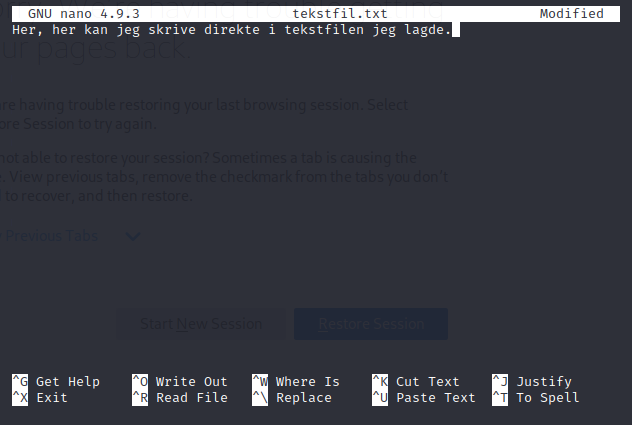 GNU nano 4.9.3 tekstfil.txt Modified
Her, her kan jeg skrive direkte i tekstfilen jeg lagde.
ur pages back.
re having trouble restoring your last browsing session. Select
ore Session to try again.
not able to restore your session? Sometimes a tab is causing the
. View previous tabs, remove the checkmark from the tabs you don't
to recover, and then restore.
Previous Tabs
Start New Session Restore Session
^G Get Help ^O Write Out ^W Where Is ^K Cut Text ^J Justify
^X Exit ^R Read File ^\ Replace ^U Paste Text ^T To Spell